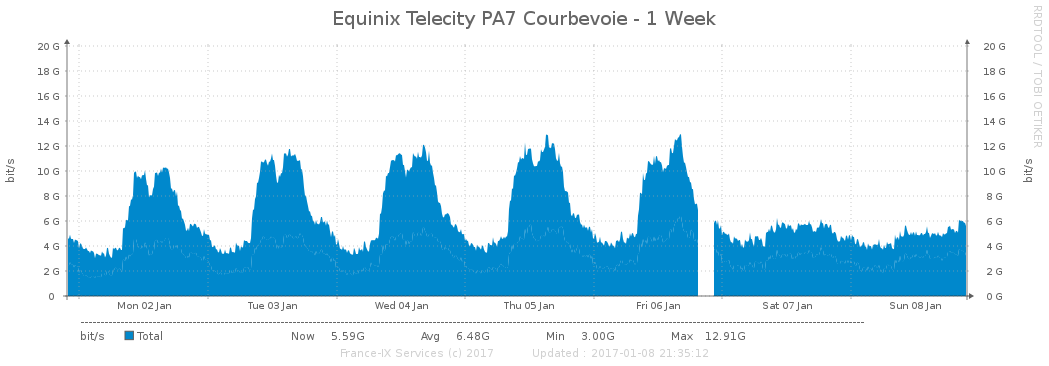 Equinix Telecity PA7 Courbevoie - 1 Week
RRDTOOL / TOBI OETIKER
20 G 20 G
18 G 18 G
16 G 16 G
14 G 14 G
12 G 12 G
10 G 10 G
8 G 8 G
6 G 6 G
4 G 4 G
2 G 2 G
0 0 G
bit/s
bit/s
Mon 02 Jan Tue 03 Jan Wed 04 Jan Thu 05 Jan Fri 06 Jan Sat 07 Jan Sun 08 Jan
bit/s Total Now 5.59G Avg 6.48G Min 3.00G Max 12.91G
France-IX Services (c) 2017 Updated : 2017-01-08 21:35:12